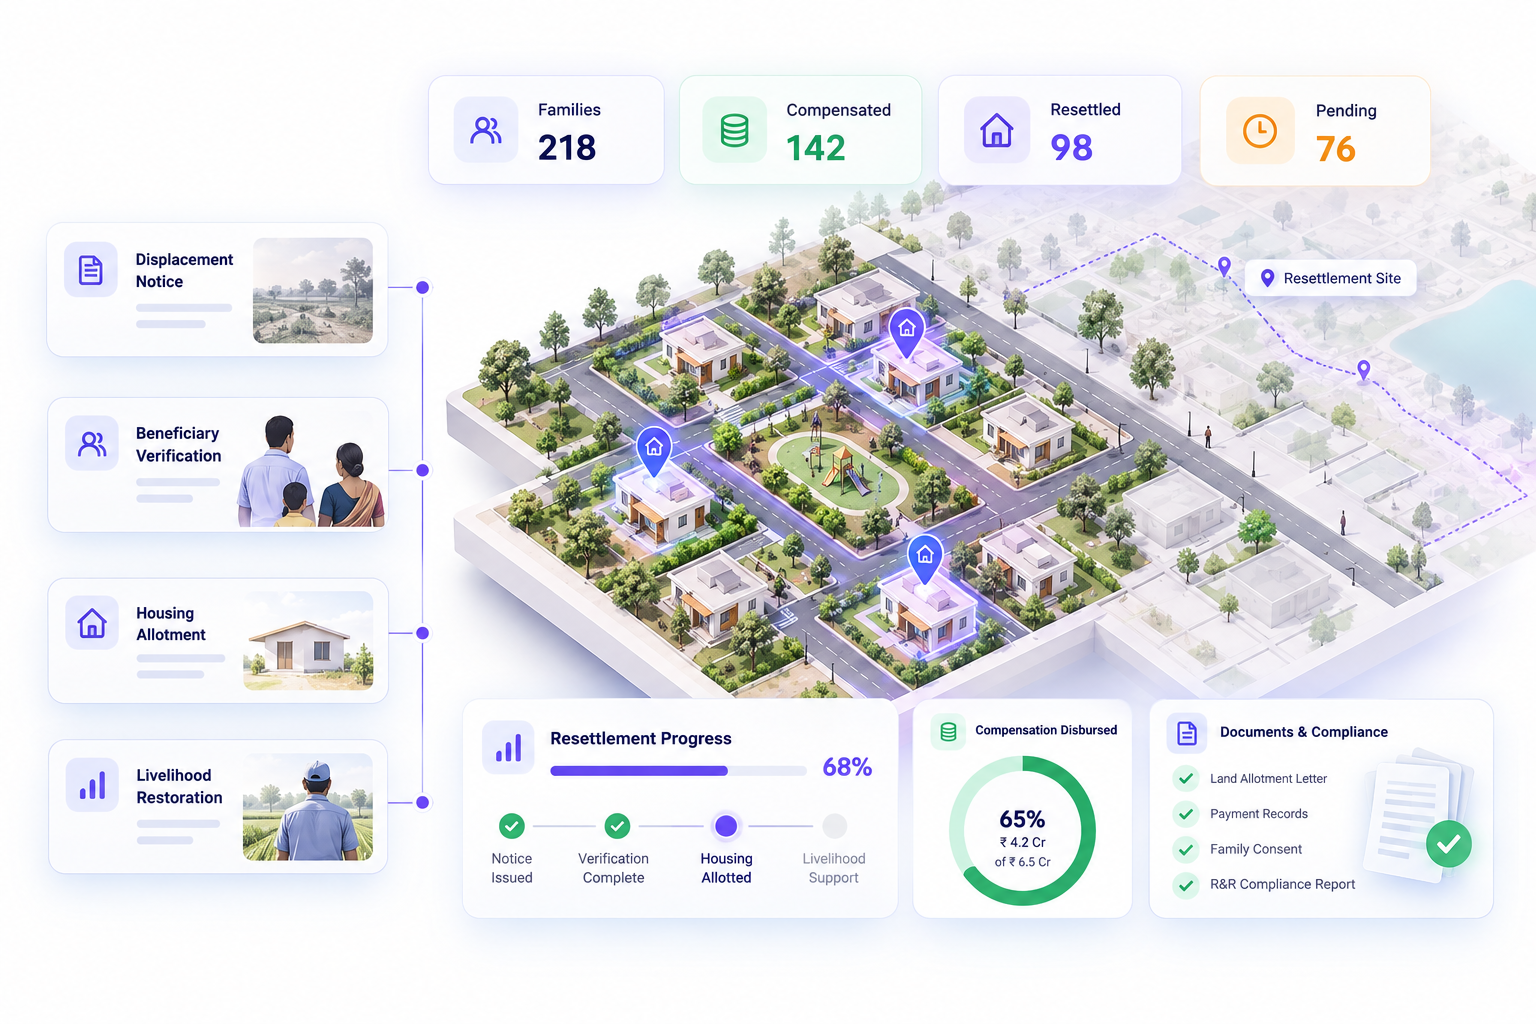 Families
218
Compensated
142
Resettled
98
Pending
76
Displacement
Notice
Beneficiary
Verification
Housing
Allotment
Livelihood
Restoration
Resettlement Site
Resettlement Progress
68%
Notice
Issued
Verification
Complete
Housing
Allotted
Livelihood
Support
Compensation Disbursed
65%
₹ 4.2 Cr
of ₹ 6.5 Cr
Documents & Compliance
Land Allotment Letter
Payment Records
Family Consent
R&R Compliance Report